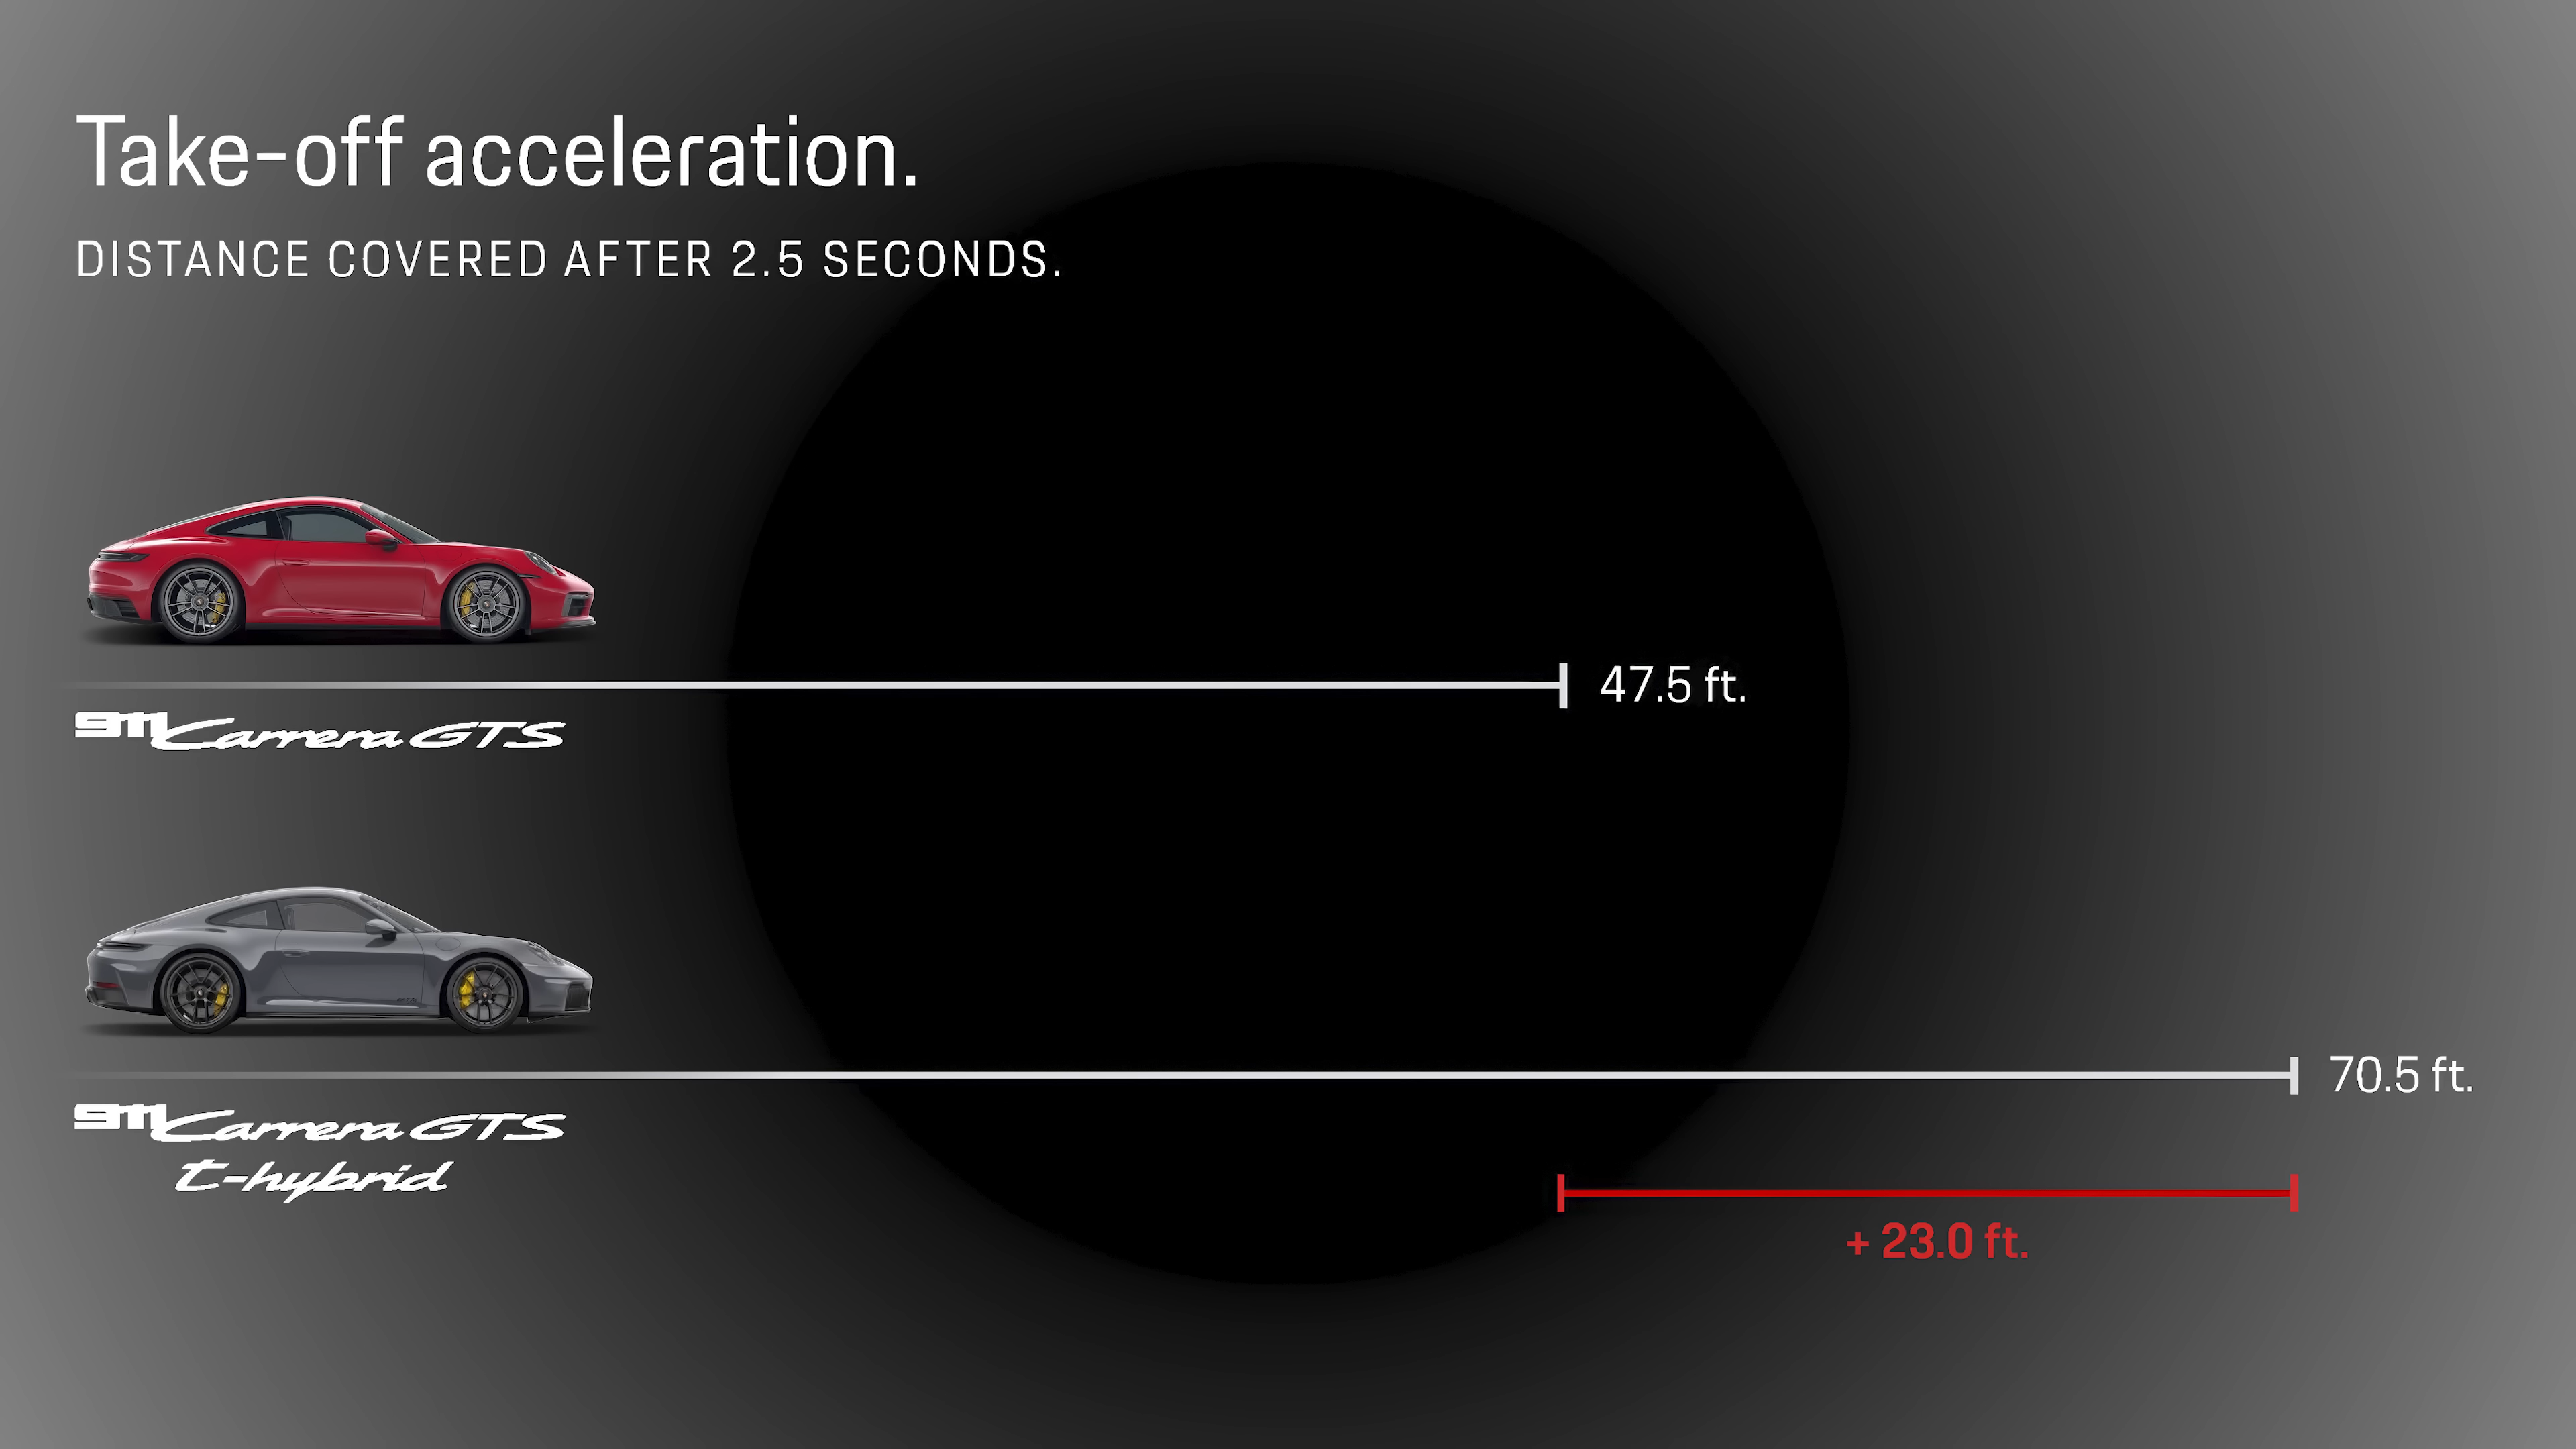 Take-off acceleration.
DISTANCE COVERED AFTER 2.5 SECONDS.
47.5 ft.
911 Carrera GTS
70.5 ft.
911 Carrera GTS
t-hybrid
+ 23.0 ft.